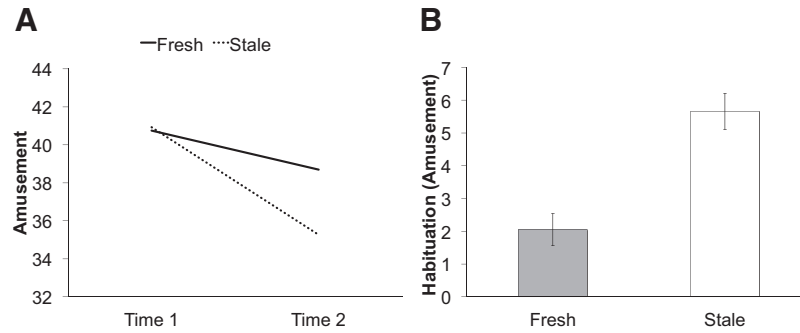 A
Fresh Stale
44
42
40
38
36
34
32
Amusement
Time 1 Time 2
B
7
6
5
4
3
2
1
0
Habituation (Amusement)
Fresh Stale